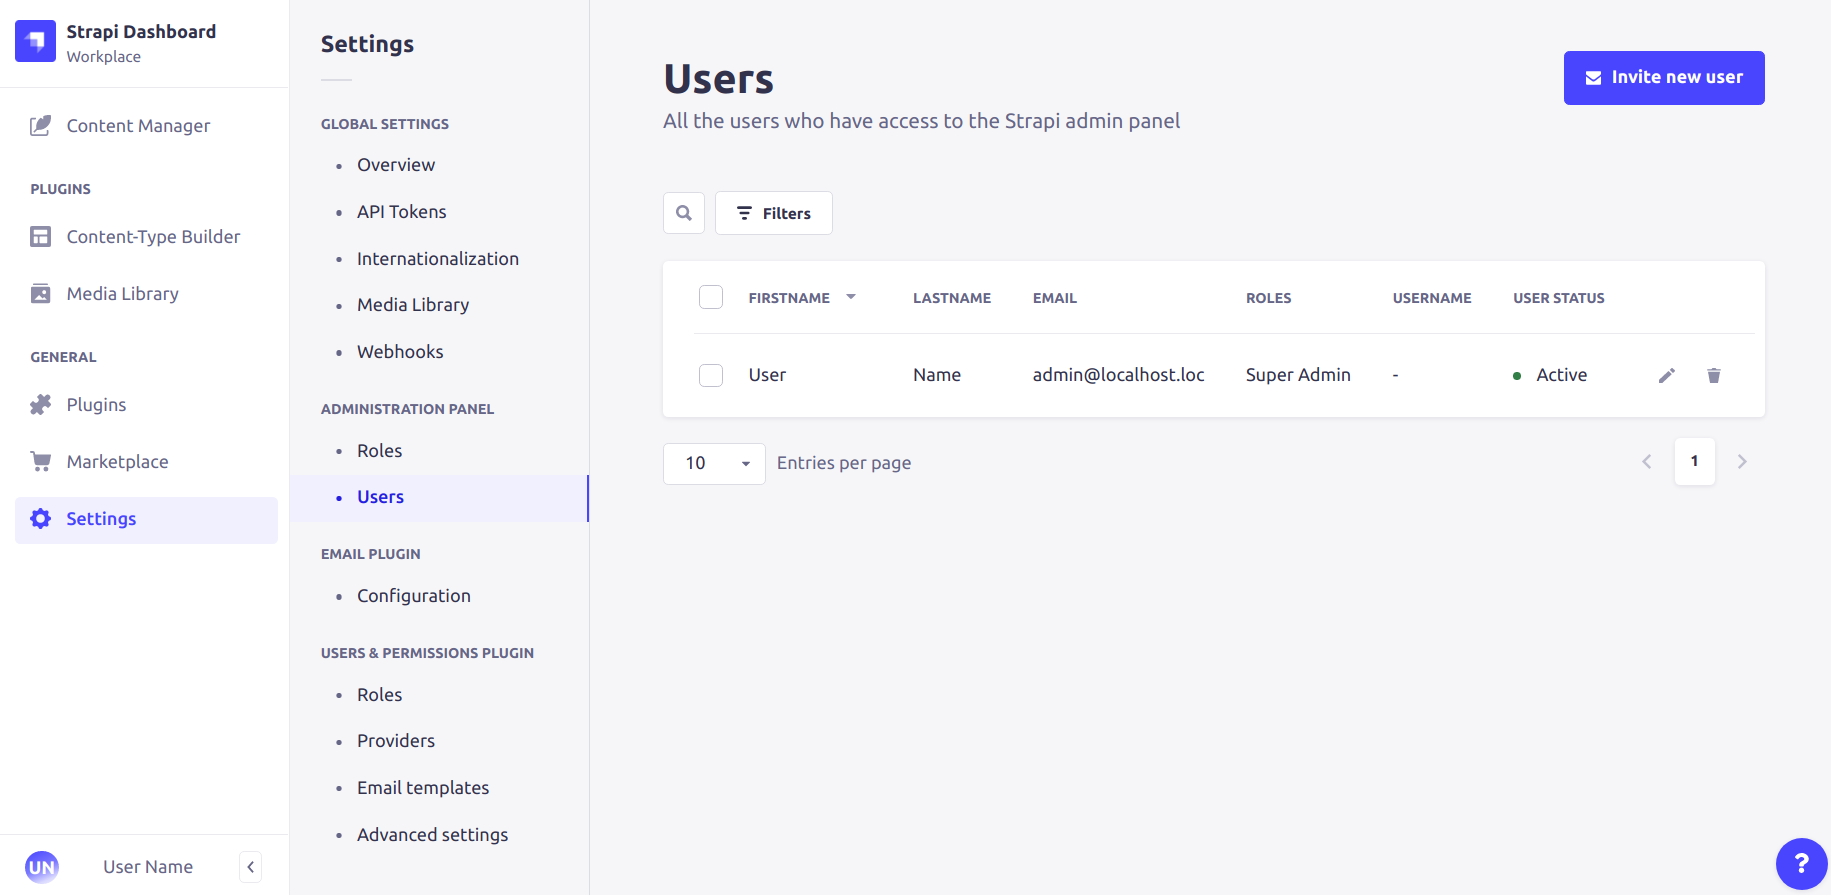 Strapi Dashboard
Workplace
Content Manager
PLUGINS
Content-Type Builder
Media Library
GENERAL
Plugins
Marketplace
Settings
UN
User Name
Settings
GLOBAL SETTINGS
Overview
API Tokens
Internationalization
Media Library
Webhooks
ADMINISTRATION PANEL
Roles
Users
EMAIL PLUGIN
Configuration
USERS & PERMISSIONS PLUGIN
Roles
Providers
Email templates
Advanced settings
Users
All the users who have access to the Strapi admin panel
Invite new user
Filters
FIRSTNAME LASTNAME EMAIL ROLES USERNAME USER STATUS
User Name admin@localhost.loc Super Admin - Active
10 Entries per page
1
?